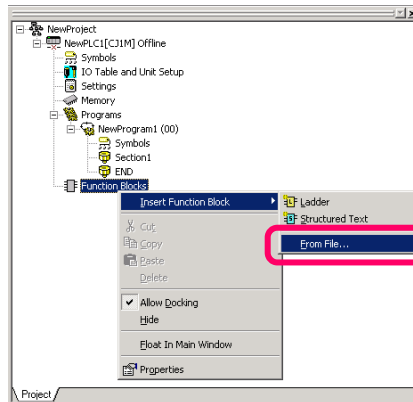 NewProject
NewPLC1[CJ1M] Offline
Symbols
IO Table and Unit Setup
Settings
Memory
Programs
NewProgram1 (00)
Symbols
Section1
END
Function Blocks
Insert Function Block
Ladder
Structured Text
From File...
Cut
Copy
Paste
Delete
Allow Docking
Hide
Float In Main Window
Properties
Project